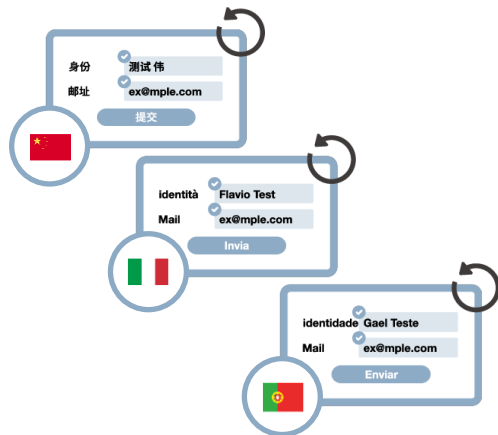 身份 测试 伟
邮址 ex@mple.com
提交
identità Flavio Test
Mail ex@mple.com
Invia
identidade Gael Teste
Mail ex@mple.com
Enviar